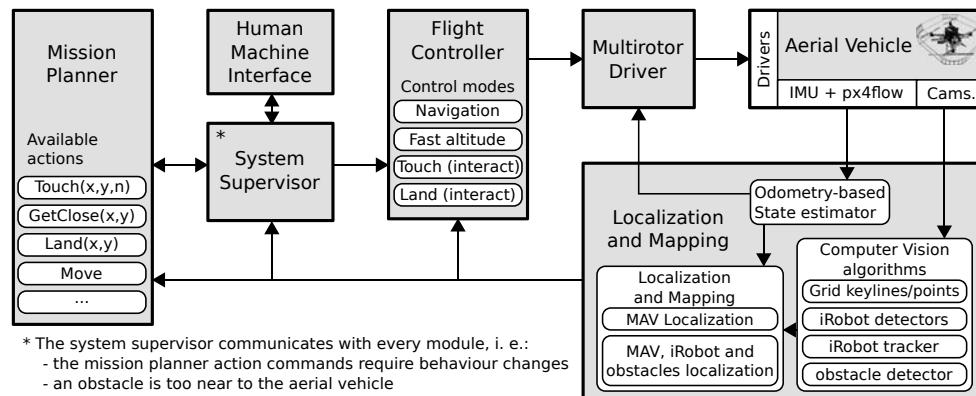 Mission
Planner
Available
actions
Touch(x,y,n)
GetClose(x,y)
Land(x,y)
Move
...
Human
Machine
Interface
*
System
Supervisor
Flight
Controller
Control modes
Navigation
Fast altitude
Touch (interact)
Land (interact)
Multirotor
Driver
Drivers
Aerial Vehicle
IMU + px4flow
Cams.
Odometry-based
State estimator
Localization
and Mapping
Localization
and Mapping
MAV Localization
MAV, iRobot and
obstacles localization
Computer Vision
algorithms
Grid keylines/points
iRobot detectors
iRobot tracker
obstacle detector
* The system supervisor communicates with every module, i. e.:
- the mission planner action commands require behaviour changes
- an obstacle is too near to the aerial vehicle